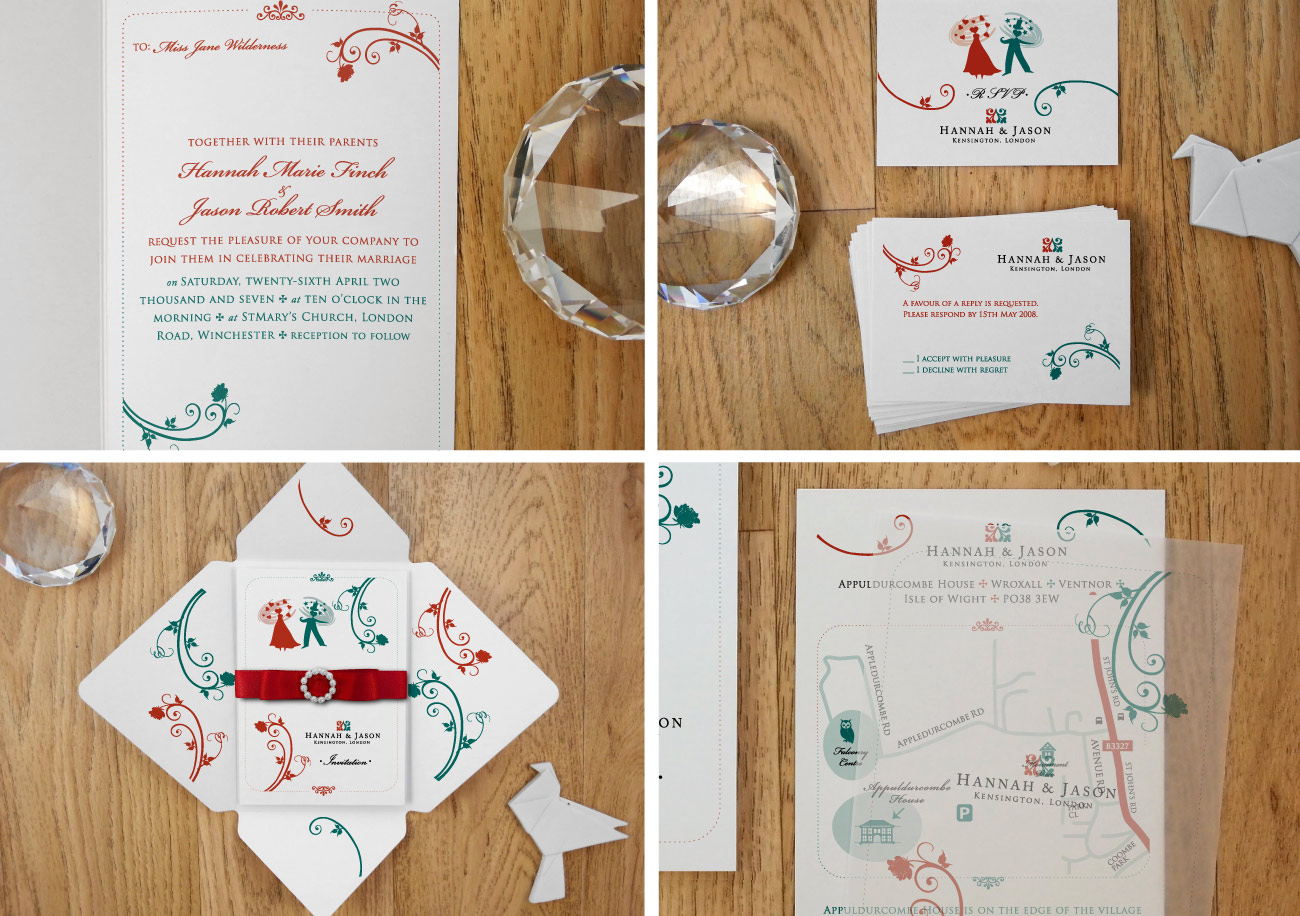 TO: Miss Jane Wilderness
TOGETHER WITH THEIR PARENTS
Hannah Marie Finch
&
Jason Robert Smith
REQUEST THE PLEASURE OF YOUR COMPANY TO
JOIN THEM IN CELEBRATING THEIR MARRIAGE
on SATURDAY, TWENTY-SIXTH APRIL TWO
THOUSAND AND SEVEN ✠ at TEN O'CLOCK IN THE
MORNING ✠ at STMARY'S CHURCH, LONDON
ROAD, WINCHESTER ✠ RECEPTION TO FOLLOW
·RSVP·
HANNAH & JASON
KENSINGTON, LONDON
HANNAH & JASON
KENSINGTON, LONDON
A FAVOUR OF A REPLY IS REQUESTED.
PLEASE RESPOND BY 15TH MAY 2008.
___ I ACCEPT WITH PLEASURE
___ I DECLINE WITH REGRET
HANNAH & JASON
KENSINGTON, LONDON
·Invitation·
ON
HANNAH & JASON
KENSINGTON, LONDON
APPULDURCOMBE HOUSE ✠ WROXALL ✠ VENTNOR ✠
ISLE OF WIGHT ✠ PO38 3EW
APPLEDURCOMBE RD
ST JOHN'S RD
APPLEDURCOMBE RD
Falconry
Centre
B3327
AVENUE RD
ST JOHN'S RD
Appuldurcombe
House
HANNAH & JASON
KENSINGTON, LONDON
P
CL
COOMBE
PARK
APPULDURCOMBE HOUSE IS ON THE EDGE OF THE VILLAGE